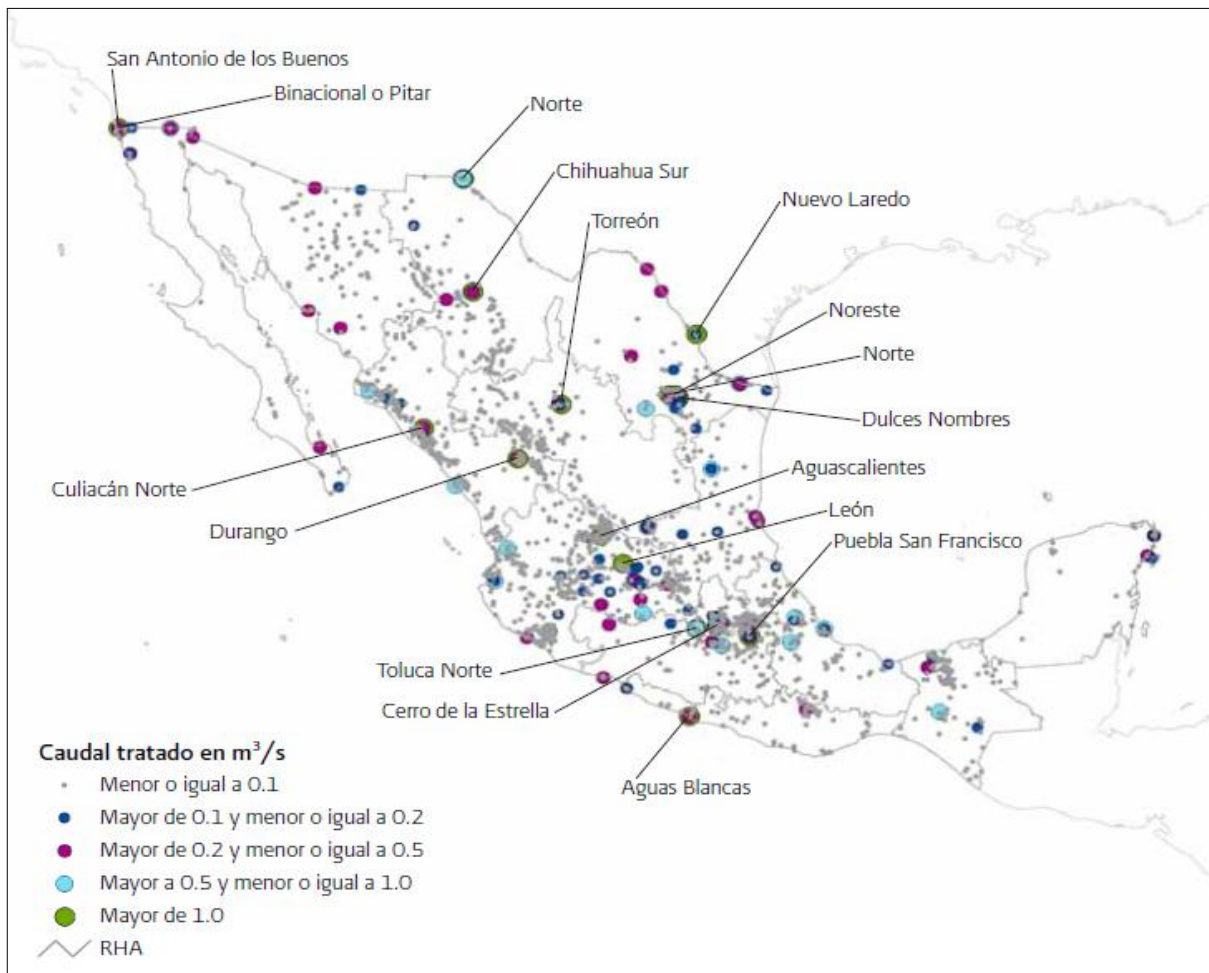 San Antonio de los Buenos
Binacional o Pitar
Norte
Chihuahua Sur
Nuevo Laredo
Torreón
Noreste
Norte
Dulces Nombres
Aguascalientes
Culiacán Norte
León
Durango
Puebla San Francisco
Toluca Norte
Cerro de la Estrella
Aguas Blancas
Caudal tratado en m³/s
Menor o igual a 0.1
Mayor de 0.1 y menor o igual a 0.2
Mayor de 0.2 y menor o igual a 0.5
Mayor a 0.5 y menor o igual a 1.0
Mayor de 1.0
RHA